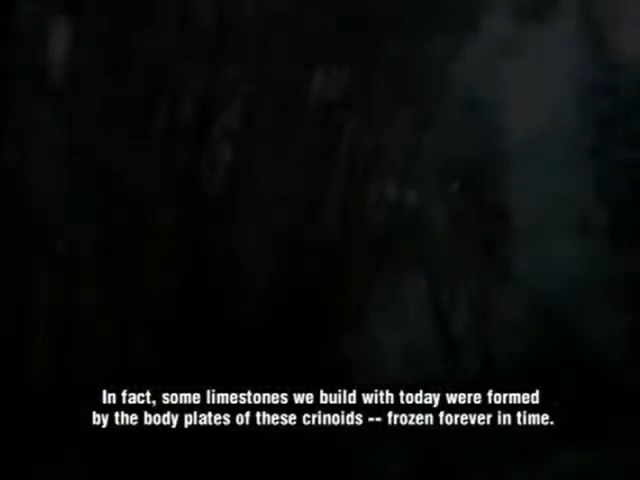 In fact, some limestones we build with today were formed
by the body plates of these crinoids -- frozen forever in time.